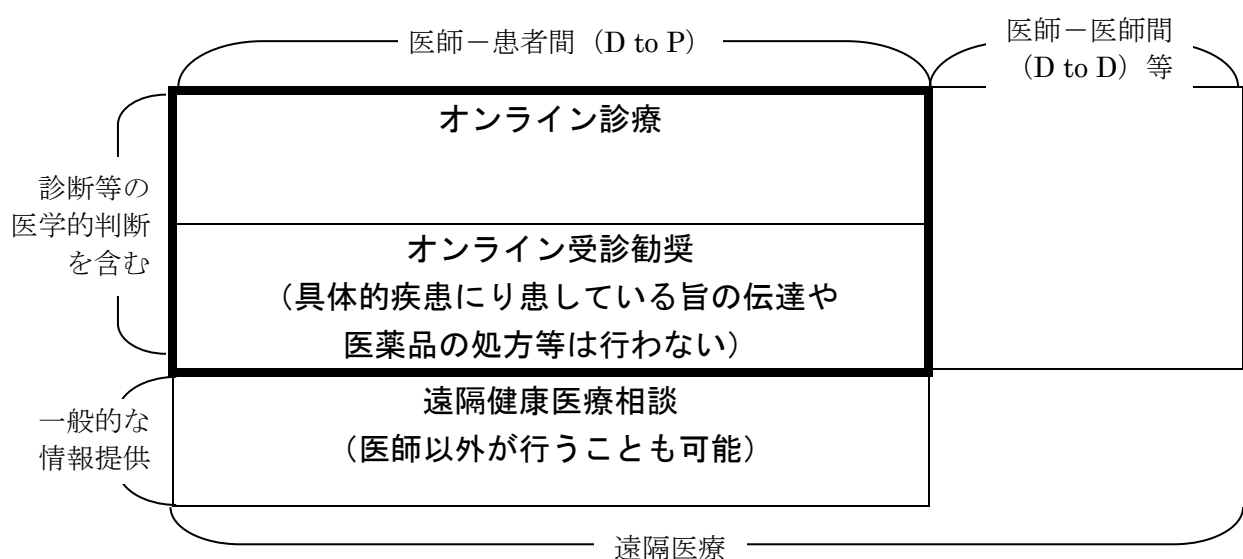 医師－患者間（D to P）
医師－医師間
（D to D）等
診断等の
医学的判断
を含む
オンライン診療
オンライン受診勧奨
（具体的疾患にり患している旨の伝達や
医薬品の処方等は行わない）
一般的な
情報提供
遠隔健康医療相談
（医師以外が行うことも可能）
遠隔医療